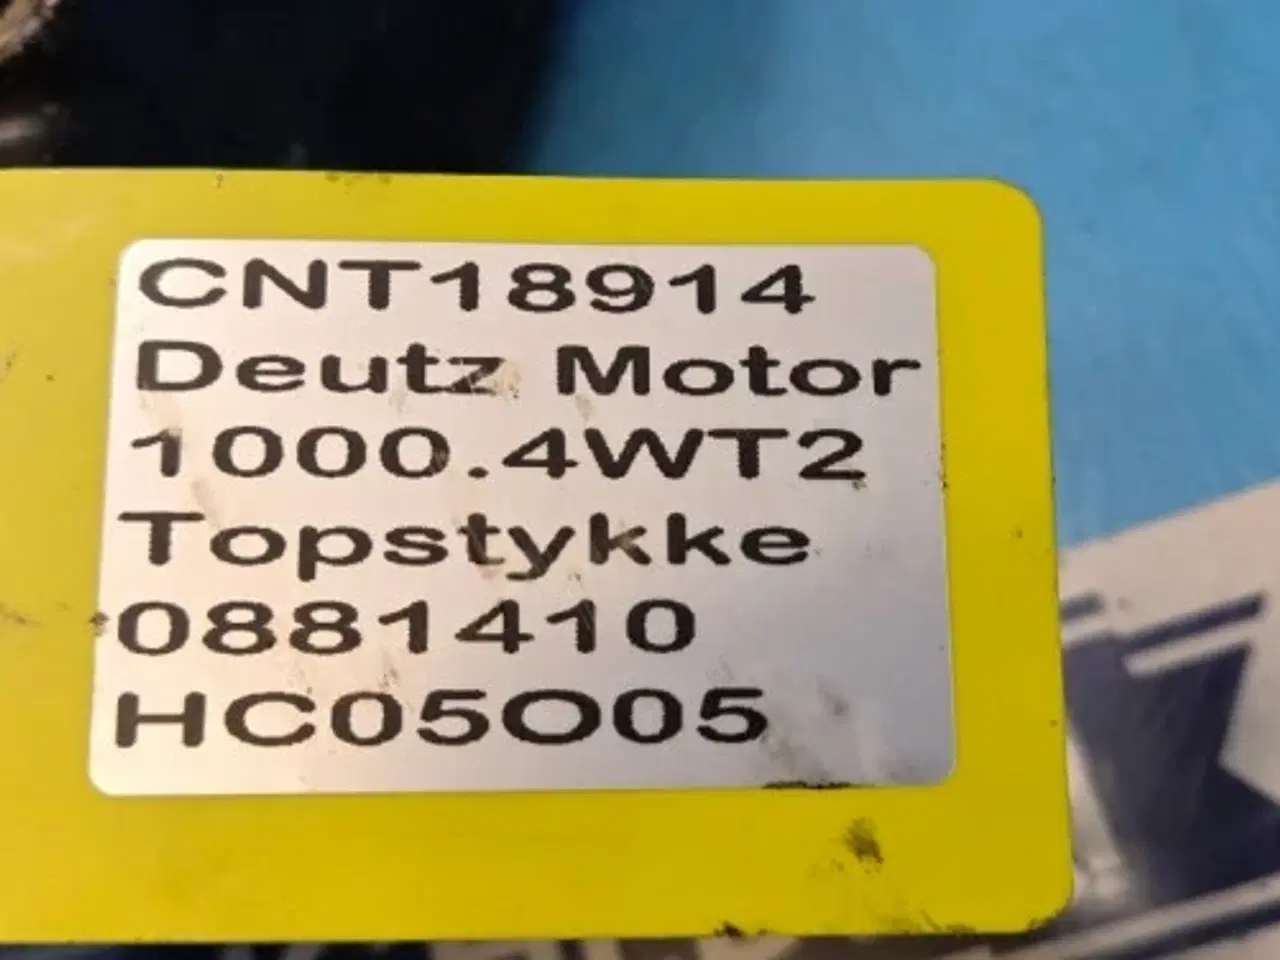 CNT18914
Deutz Motor
1000.4WT2
Topstykke
0881410
HC05O05